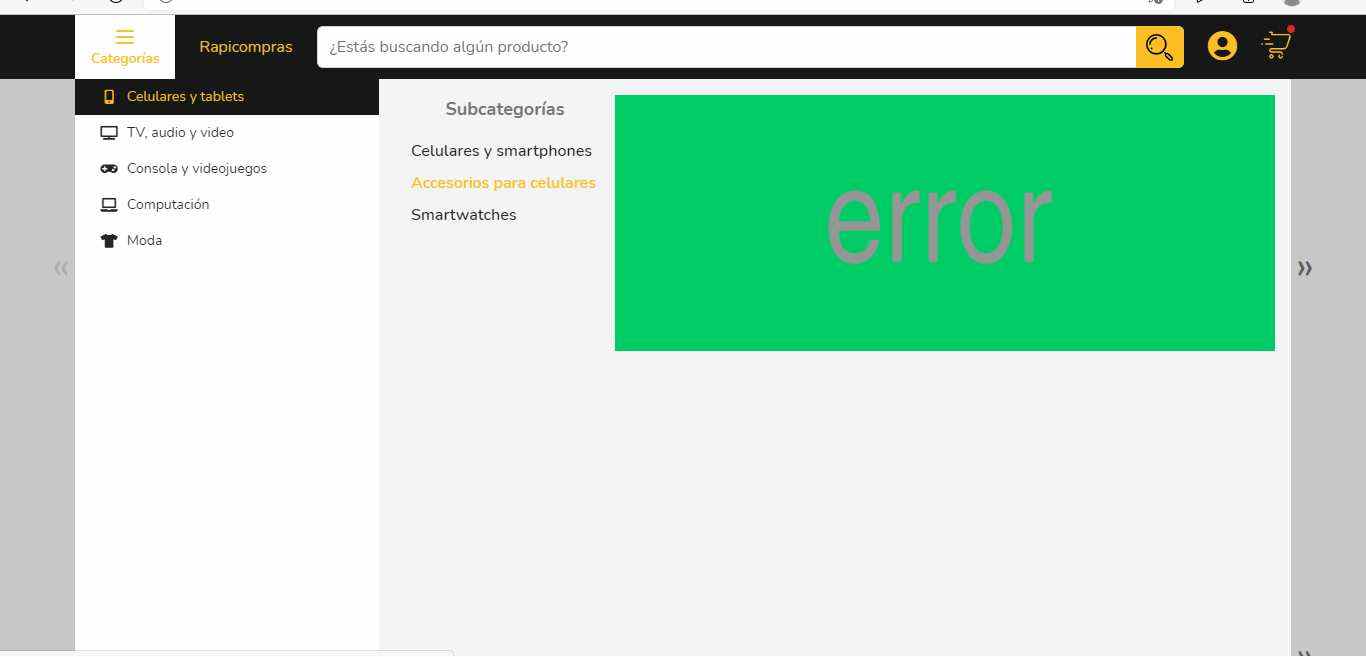 Categorías
Rapicompras
¿Estás buscando algún producto?
Celulares y tablets
TV, audio y video
Consola y videojuegos
Computación
Moda
Subcategorías
Celulares y smartphones
Accesorios para celulares
Smartwatches
error